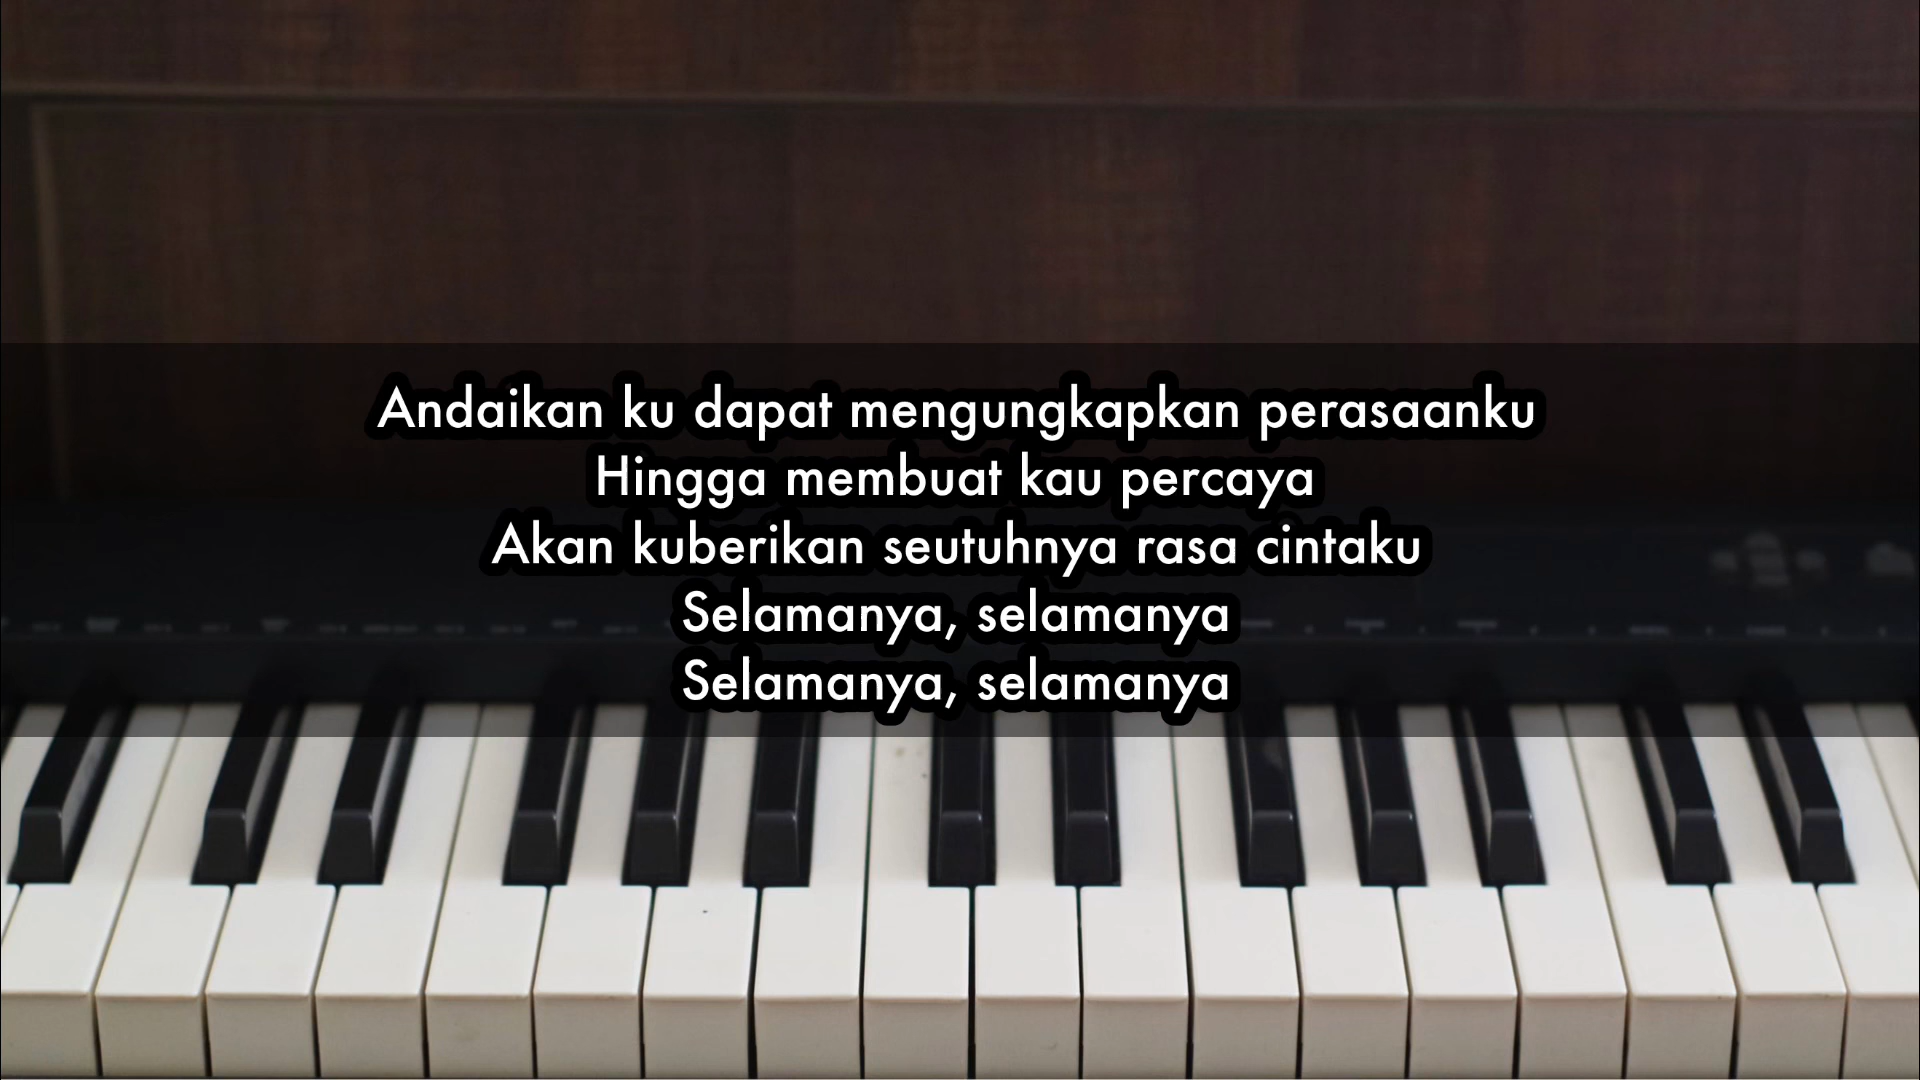 Andaikan ku dapat mengungkapkan perasaanku
Hingga membuat kau percaya
Akan kuberikan seutuhnya rasa cintaku
Selamanya, selamanya
Selamanya, selamanya